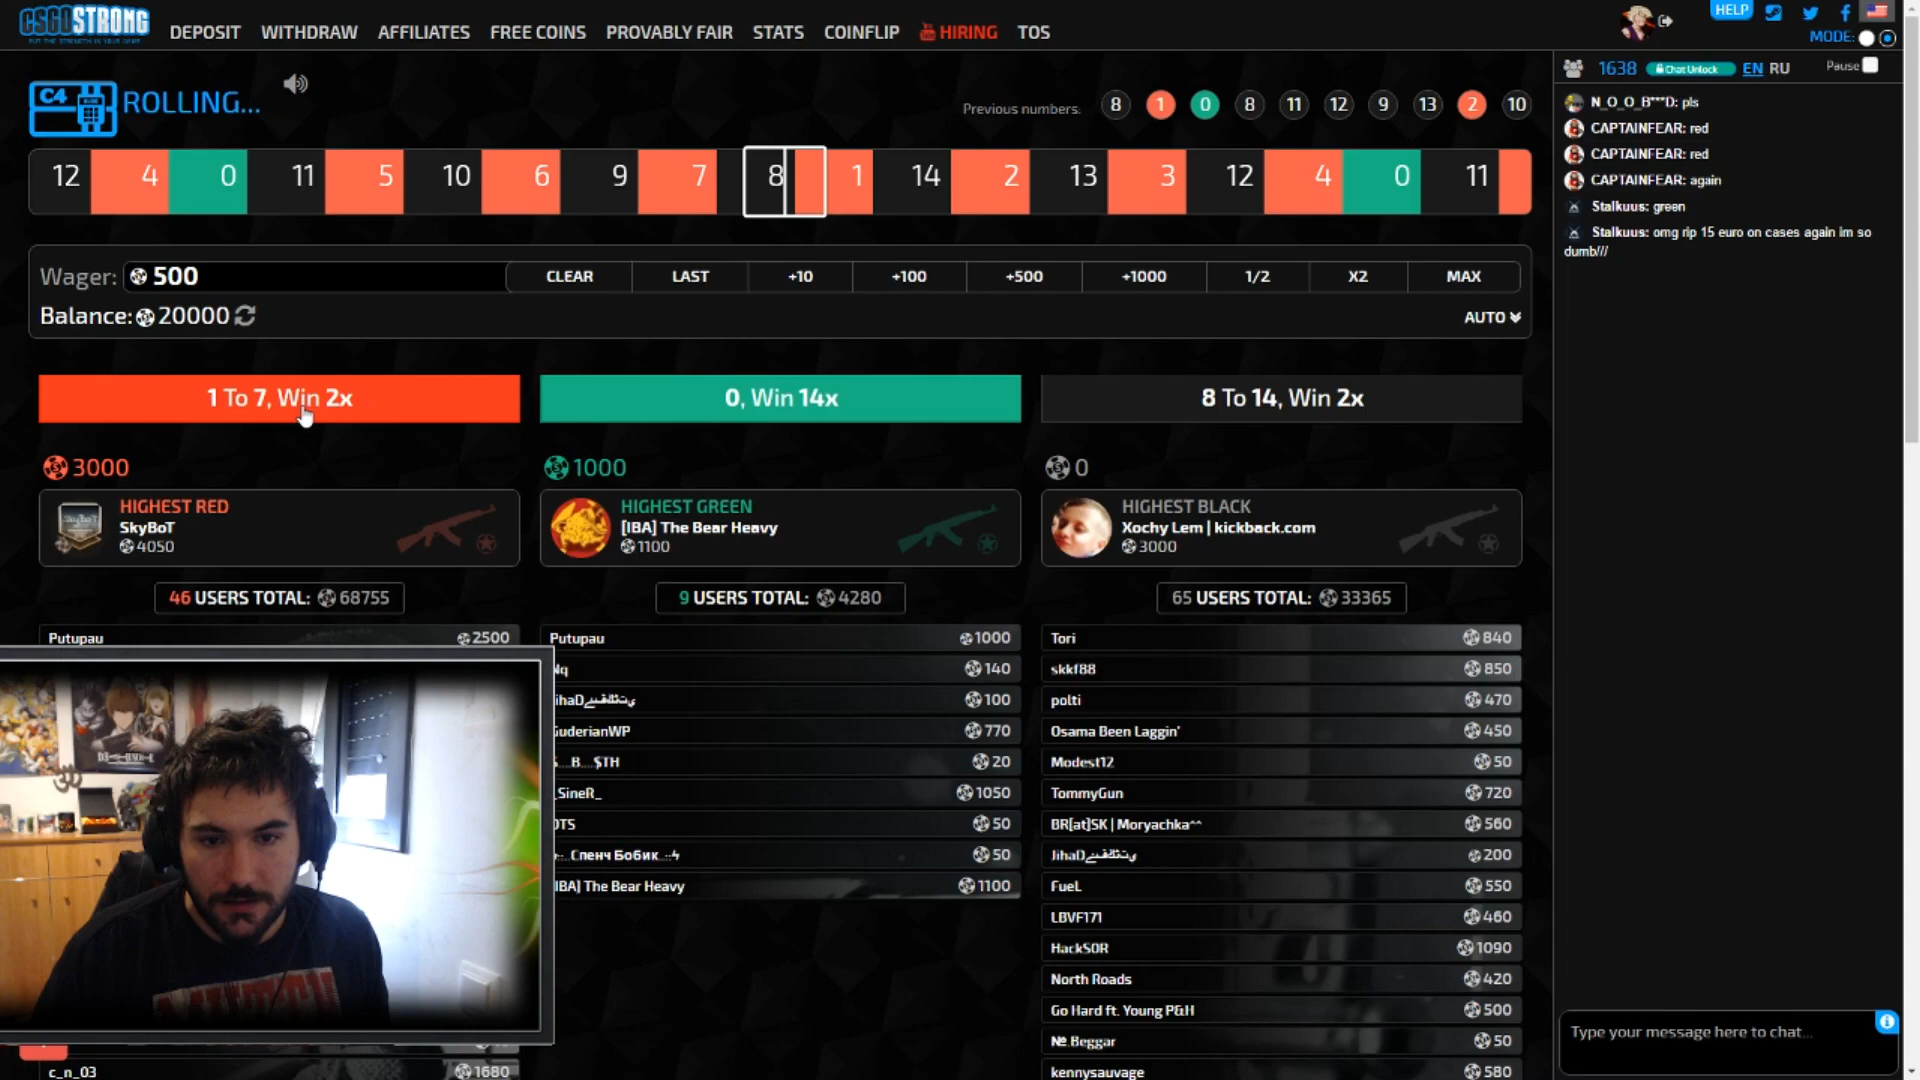 CSGOSTRONG
DEPOSIT WITHDRAW AFFILIATES FREE COINS PROVABLY FAIR STATS COINFLIP HIRING TOS
HELP
MODE:
C4 ROLLING...
Previous numbers: 8 1 0 8 11 12 9 13 2 10
12 4 0 11 5 10 6 9 7 8 1 14 2 13 3 12 4 0 11
Wager: 500 CLEAR LAST +10 +100 +500 +1000 1/2 X2 MAX
Balance: 20000 AUTO
1 To 7, Win 2x
0, Win 14x
8 To 14, Win 2x
3000
HIGHEST RED
SkyBoT
4050
46 USERS TOTAL: 68755
Putupau 2500
c_n_03 1680
1000
HIGHEST GREEN
[IBA] The Bear Heavy
1100
9 USERS TOTAL: 4280
Putupau 1000
140
100
GuderianWP 770
20
_SineR_ 1050
50
Спенч Бобик 50
[IBA] The Bear Heavy 1100
0
HIGHEST BLACK
Xochy Lem | kickback.com
3000
65 USERS TOTAL: 33365
Tori 840
skkf88 850
polti 470
Osama Been Laggin' 450
Modest12 50
TommyGun 720
BR[at]SK | Moryachka^^ 560
200
FueL 550
LBVF171 460
HackS0R 1090
North Roads 420
Go Hard ft. Young P&H 500
№ Beggar 50
kennysauvage 580
1638 Chat Unlock EN RU Pause
N_O_O_B***D: pls
CAPTAINFEAR: red
CAPTAINFEAR: red
CAPTAINFEAR: again
Stalkuus: green
Stalkuus: omg rip 15 euro on cases again im so
dumb///
Type your message here to chat...